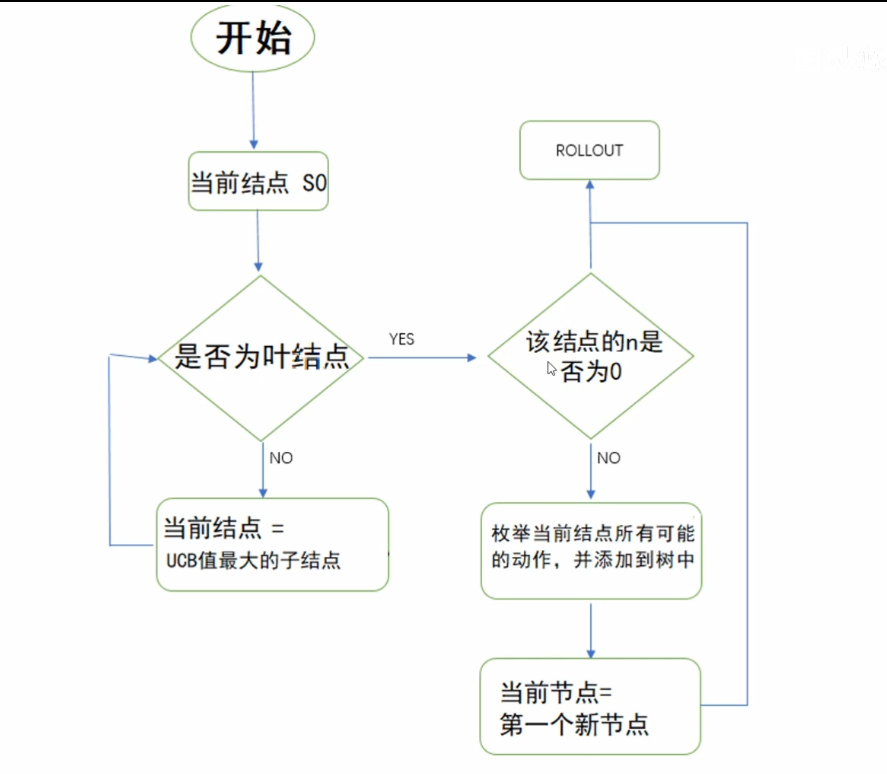 开始
当前结点 S0
是否为叶结点
YES
NO
当前结点 =
UCB值最大的子结点
ROLLOUT
该结点的n是
否为0
NO
枚举当前结点所有可能
的动作，并添加到树中
当前节点=
第一个新节点